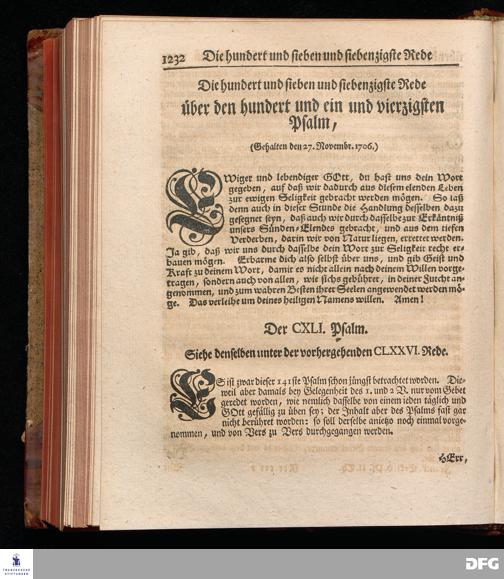 1232 Die hundert und sieben und siebenzigste Rede
Die hundert und sieben und siebenzigste Rede
über den hundert und ein und vierzigsten
Psalm,
(Gehalten den 27. Novembr. 1706.)
EWiger und lebendiger GOtt, du hast uns dein Wort
gegeben, auf daß wir dadurch aus diesem elenden Leben
zur ewigen Seligkeit gebracht werden mögen. So laß
denn auch in dieser Stunde die Handlung desselben dazu
gesegnet seyn, daß auch wir durch dasselbe zur Erkäntniß
unsers Sünden-Elendes gebracht, und aus dem tiefen
Verderben, darin wir von Natur liegen, errettet werden.
Ja gib, daß wir uns durch dasselbe dein Wort zur Seligkeit recht er-
bauen mögen. Erbarme dich also selbst über uns, und gib Geist und
Kraft zu deinem Wort, damit es nicht allein nach deinem Willen vorge-
tragen, sondern auch von allen, wie sichs gebühret, in deiner Furcht an-
genommen, und zum wahren Besten ihrer Seelen angewendet werden mö-
ge. Das verleihe um deines heiligen Namens willen. Amen!
Der CXLI. Psalm.
Siehe denselben unter der vorhergehenden CLXXVI. Rede.
ES ist zwar dieser 141ste Psalm schon jüngst betrachtet worden. Die-
weil aber damals bey Gelegenheit des 1. und 2 V. nur vom Gebet
geredet worden, wie nemlich dasselbe von einem jeden täglich und
GOtt gefällig zu üben sey; der Inhalt aber des Psalms fast gar
nicht berühret worden: so soll derselbe anietzo noch einmal vorge-
nommen, und von Vers zu Vers durchgegangen werden.
HErr,
FRANCKESCHE
STIFTUNGEN
DFG